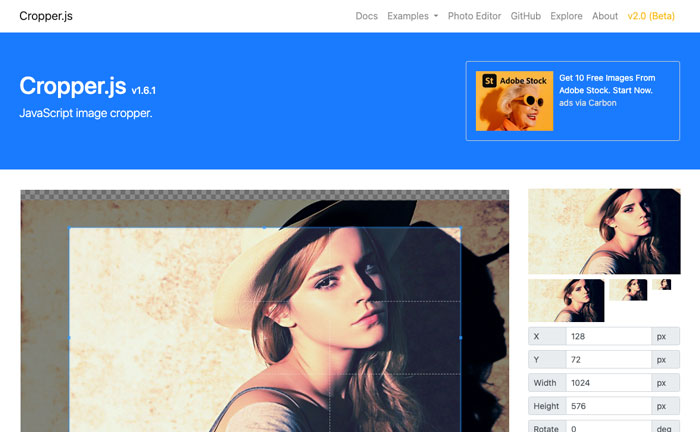 Cropper.js
Docs Examples Photo Editor GitHub Explore About v2.0 (Beta)
Cropper.js v1.6.1
JavaScript image cropper.
St Adobe Stock
Get 10 Free Images From
Adobe Stock. Start Now.
ads via Carbon
X 128 px
Y 72 px
Width 1024 px
Height 576 px
Rotate 0 deg